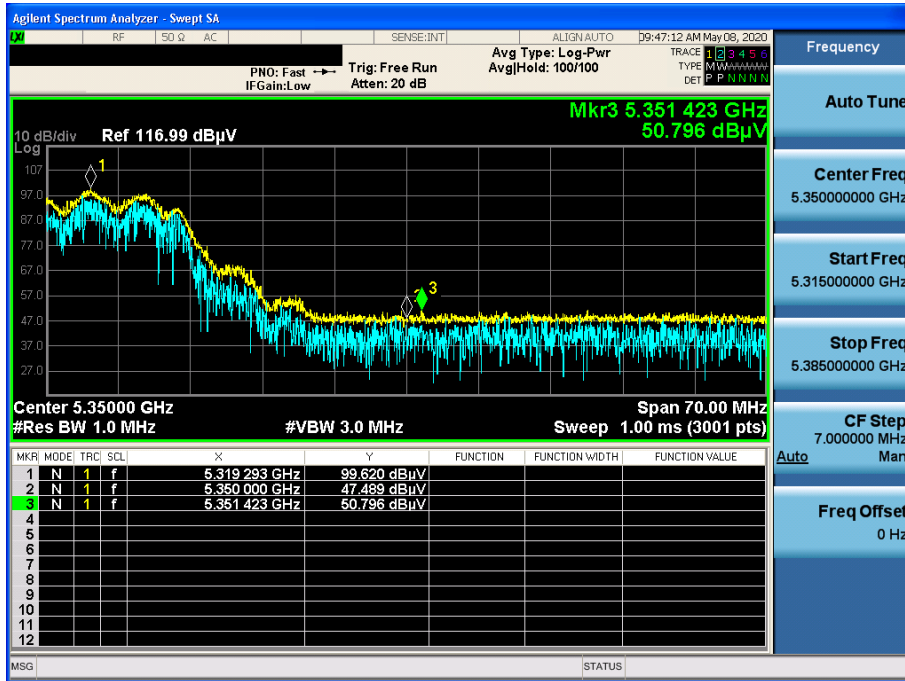 Agilent Spectrum Analyzer - Swept SA
LXI RF 50 Ω AC SENSE:INT ALIGN AUTO 09:47:12 AM May 08, 2020
PNO: Fast
IFGain:Low
Trig: Free Run
Atten: 20 dB
Avg Type: Log-Pwr
Avg|Hold: 100/100
TRACE 1 2 3 4 5 6
TYPE M W
DET P P N N N N
Mkr3 5.351 423 GHz
50.796 dBµV
10 dB/div Ref 116.99 dBµV
Log
107
97.0
87.0
77.0
67.0
57.0
47.0
37.0
27.0
1
3
Center 5.35000 GHz Span 70.00 MHz
#Res BW 1.0 MHz #VBW 3.0 MHz Sweep 1.00 ms (3001 pts)
MKR MODE TRC SCL X Y FUNCTION FUNCTION WIDTH FUNCTION VALUE
1 N 1 f 5.319 293 GHz 99.620 dBµV
2 N 1 f 5.350 000 GHz 47.489 dBµV
3 N 1 f 5.351 423 GHz 50.796 dBµV
4
5
6
7
8
9
10
11
12
MSG STATUS
Frequency
Auto Tune
Center Freq
5.350000000 GHz
Start Freq
5.315000000 GHz
Stop Freq
5.385000000 GHz
CF Step
7.000000 MHz
Auto Man
Freq Offset
0 Hz